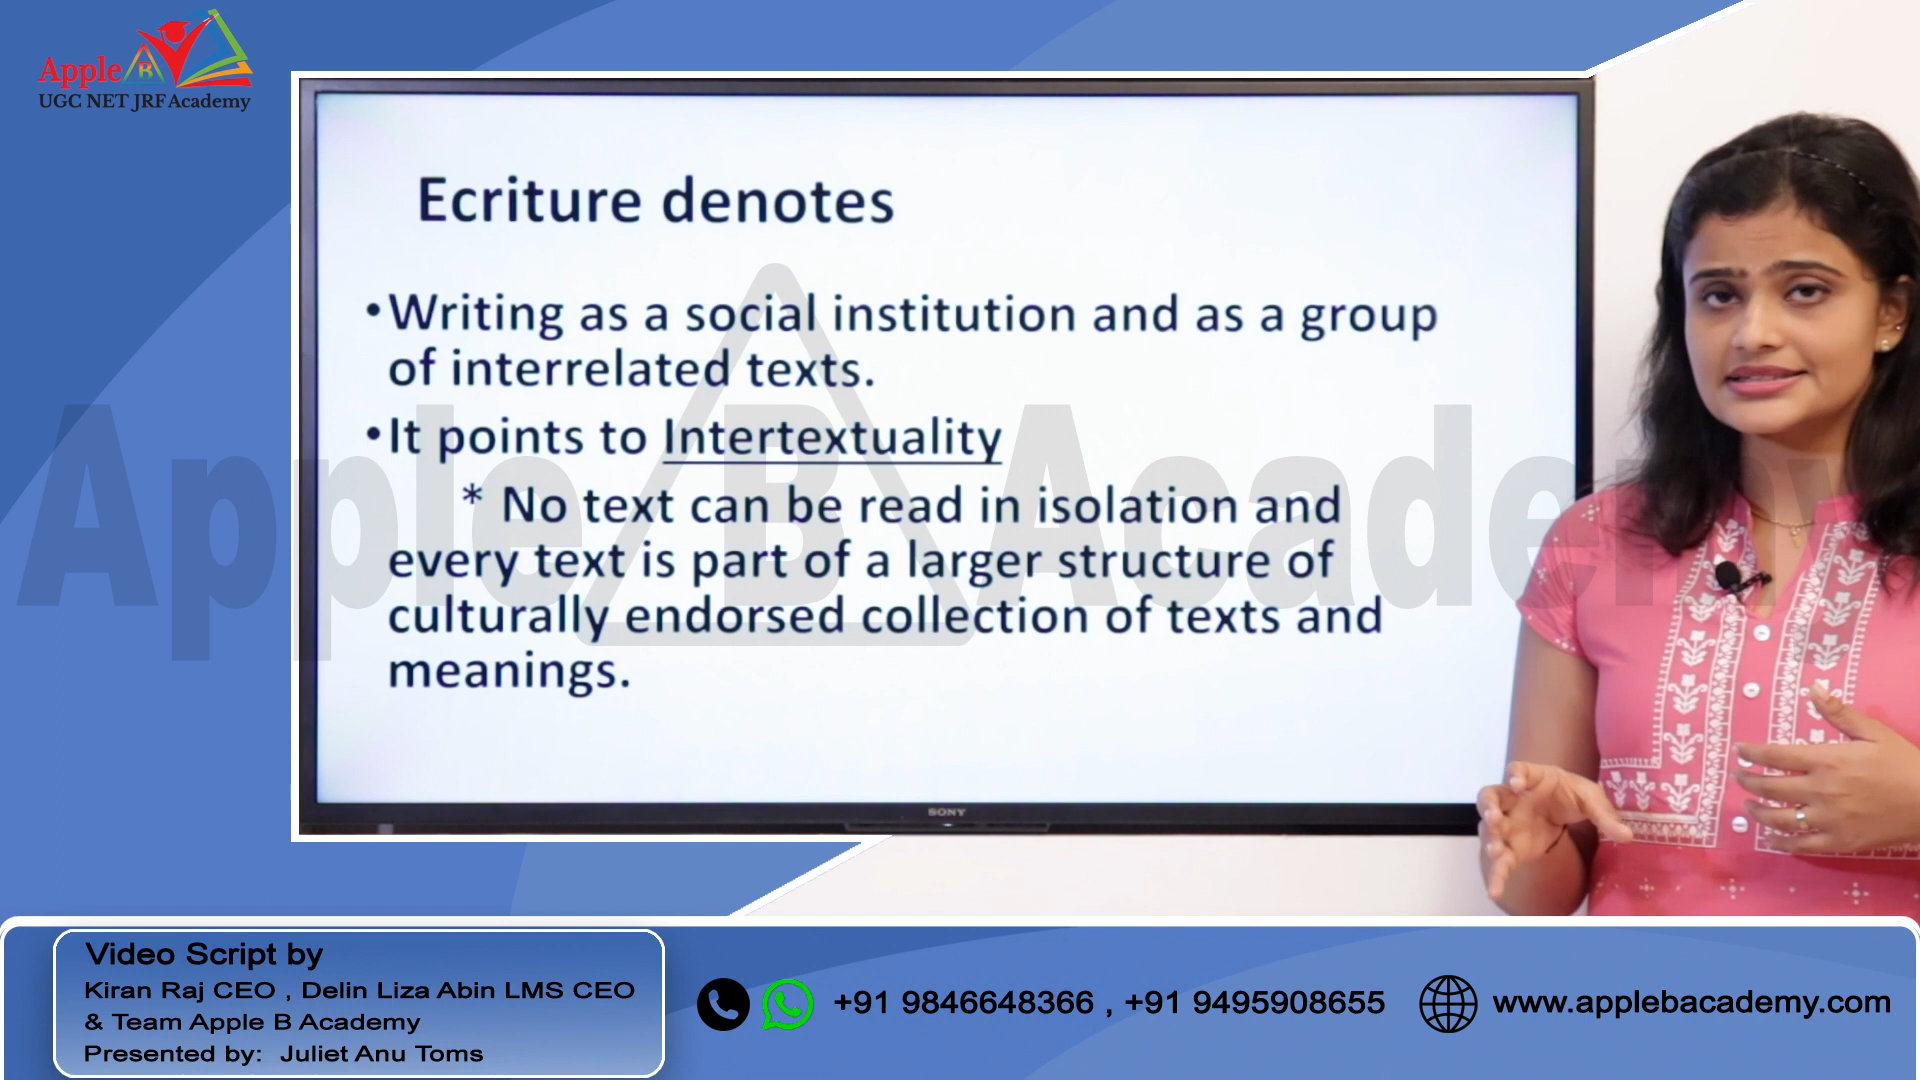 Apple B
UGC NET JRF Academy
Ecriture denotes
•Writing as a social institution and as a group
of interrelated texts.
•It points to Intertextuality
* No text can be read in isolation and
every text is part of a larger structure of
culturally endorsed collection of texts and
meanings.
Apple B Academy
SONY
Video Script by
Kiran Raj CEO , Delin Liza Abin LMS CEO
& Team Apple B Academy
Presented by: Juliet Anu Toms
+91 9846648366 , +91 9495908655
www.applebacademy.com